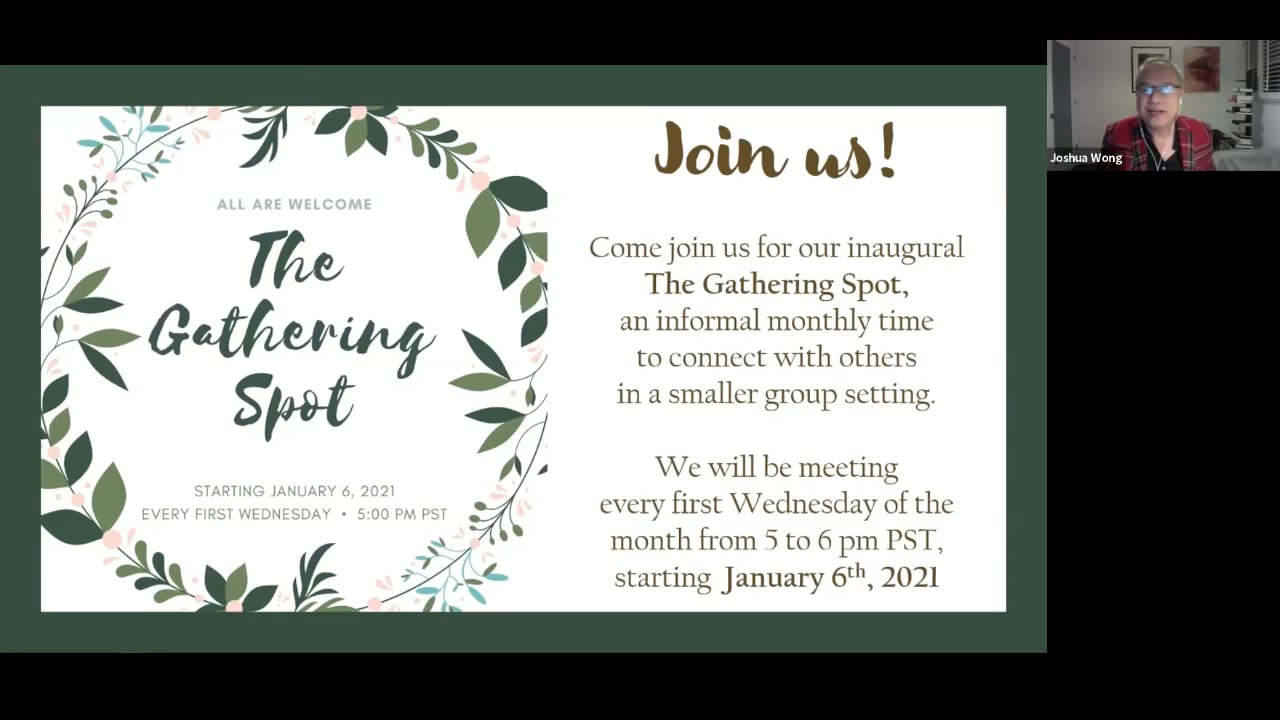 ALL ARE WELCOME
The
Gathering
Spot
STARTING JANUARY 6, 2021
EVERY FIRST WEDNESDAY • 5:00 PM PST
Join us!
Come join us for our inaugural
The Gathering Spot,
an informal monthly time
to connect with others
in a smaller group setting.
We will be meeting
every first Wednesday of the
month from 5 to 6 pm PST,
starting January 6th, 2021
Joshua Wong